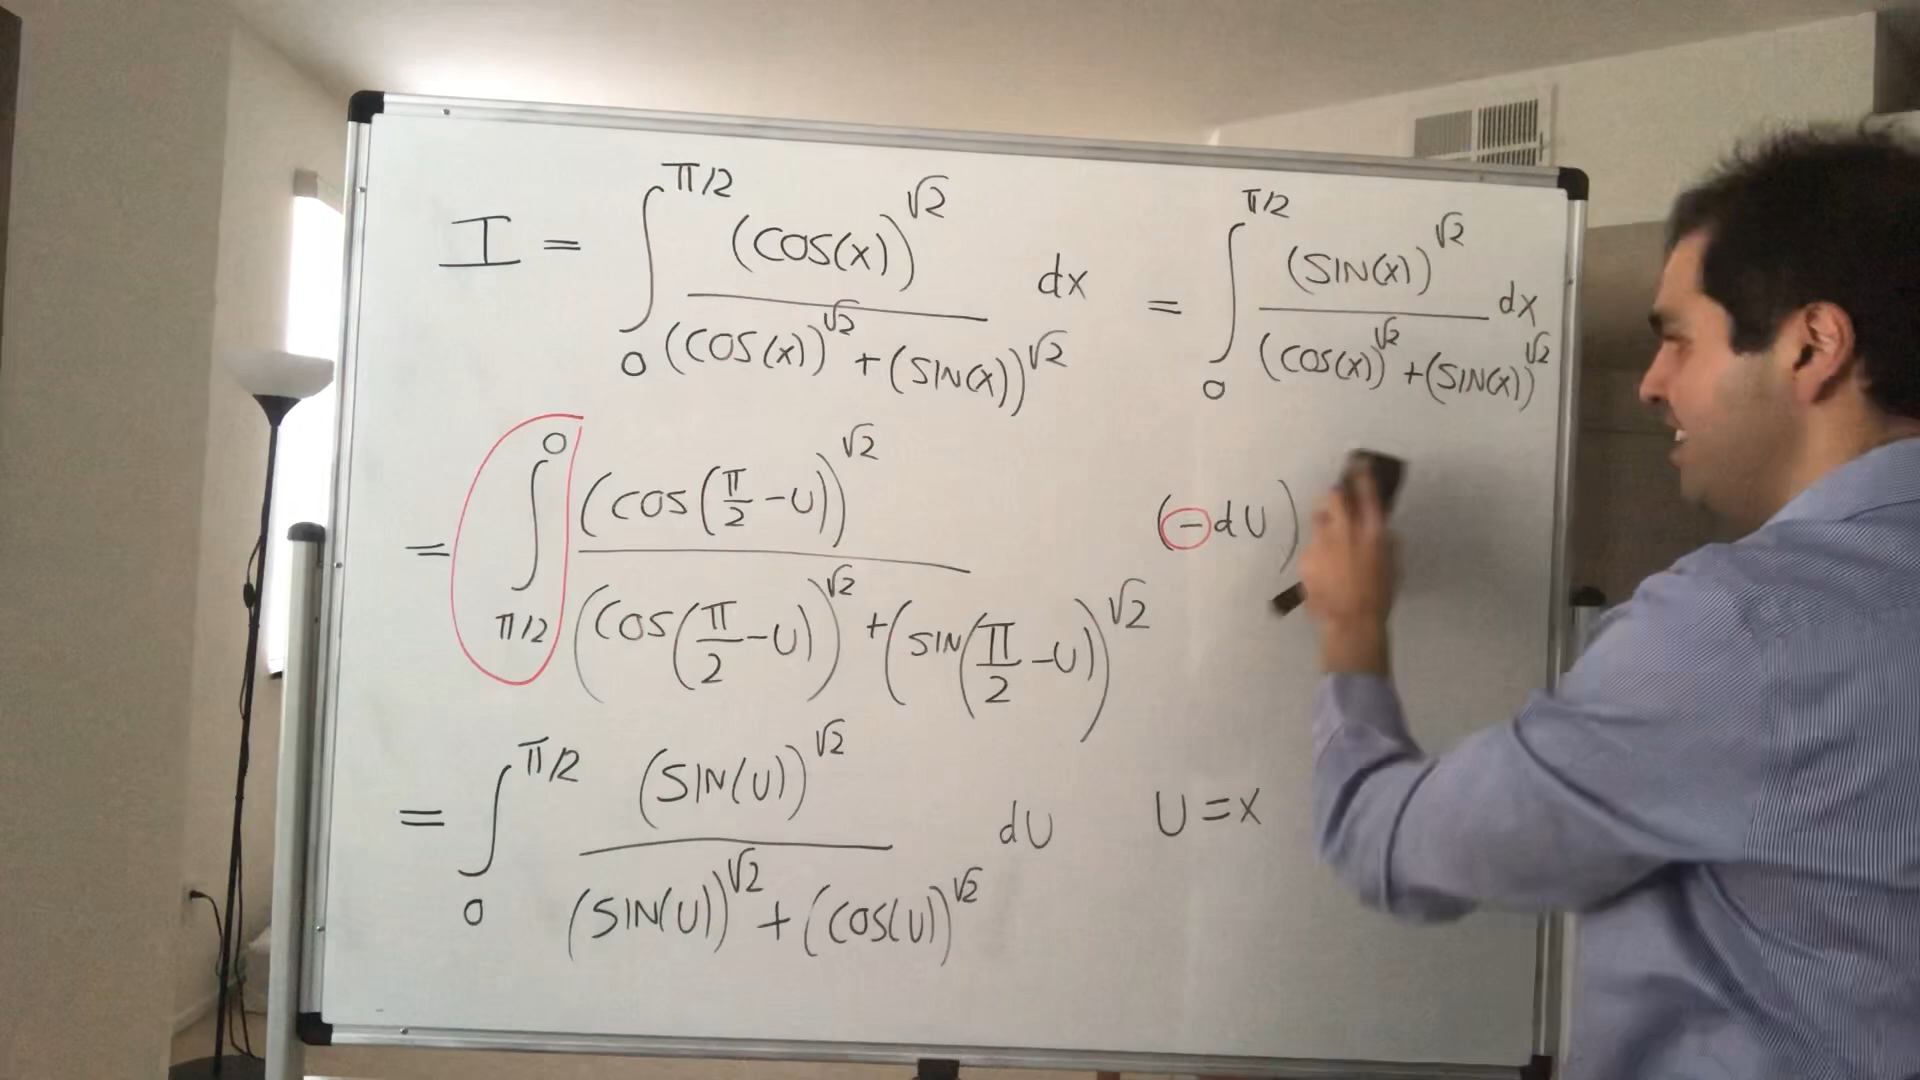 I = ∫₀^(π/2) (COS(x))^√2 / ((COS(x))^√2 + (SIN(x))^√2) dx = ∫₀^(π/2) (SIN(x))^√2 / ((COS(x))^√2 + (SIN(x))^√2) dx
= ∫_(π/2)^0 (COS(π/2 - U))^√2 / ((COS(π/2 - U))^√2 + (SIN(π/2 - U))^√2) (-dU)
= ∫₀^(π/2) (SIN(U))^√2 / ((SIN(U))^√2 + (COS(U))^√2) dU U = x